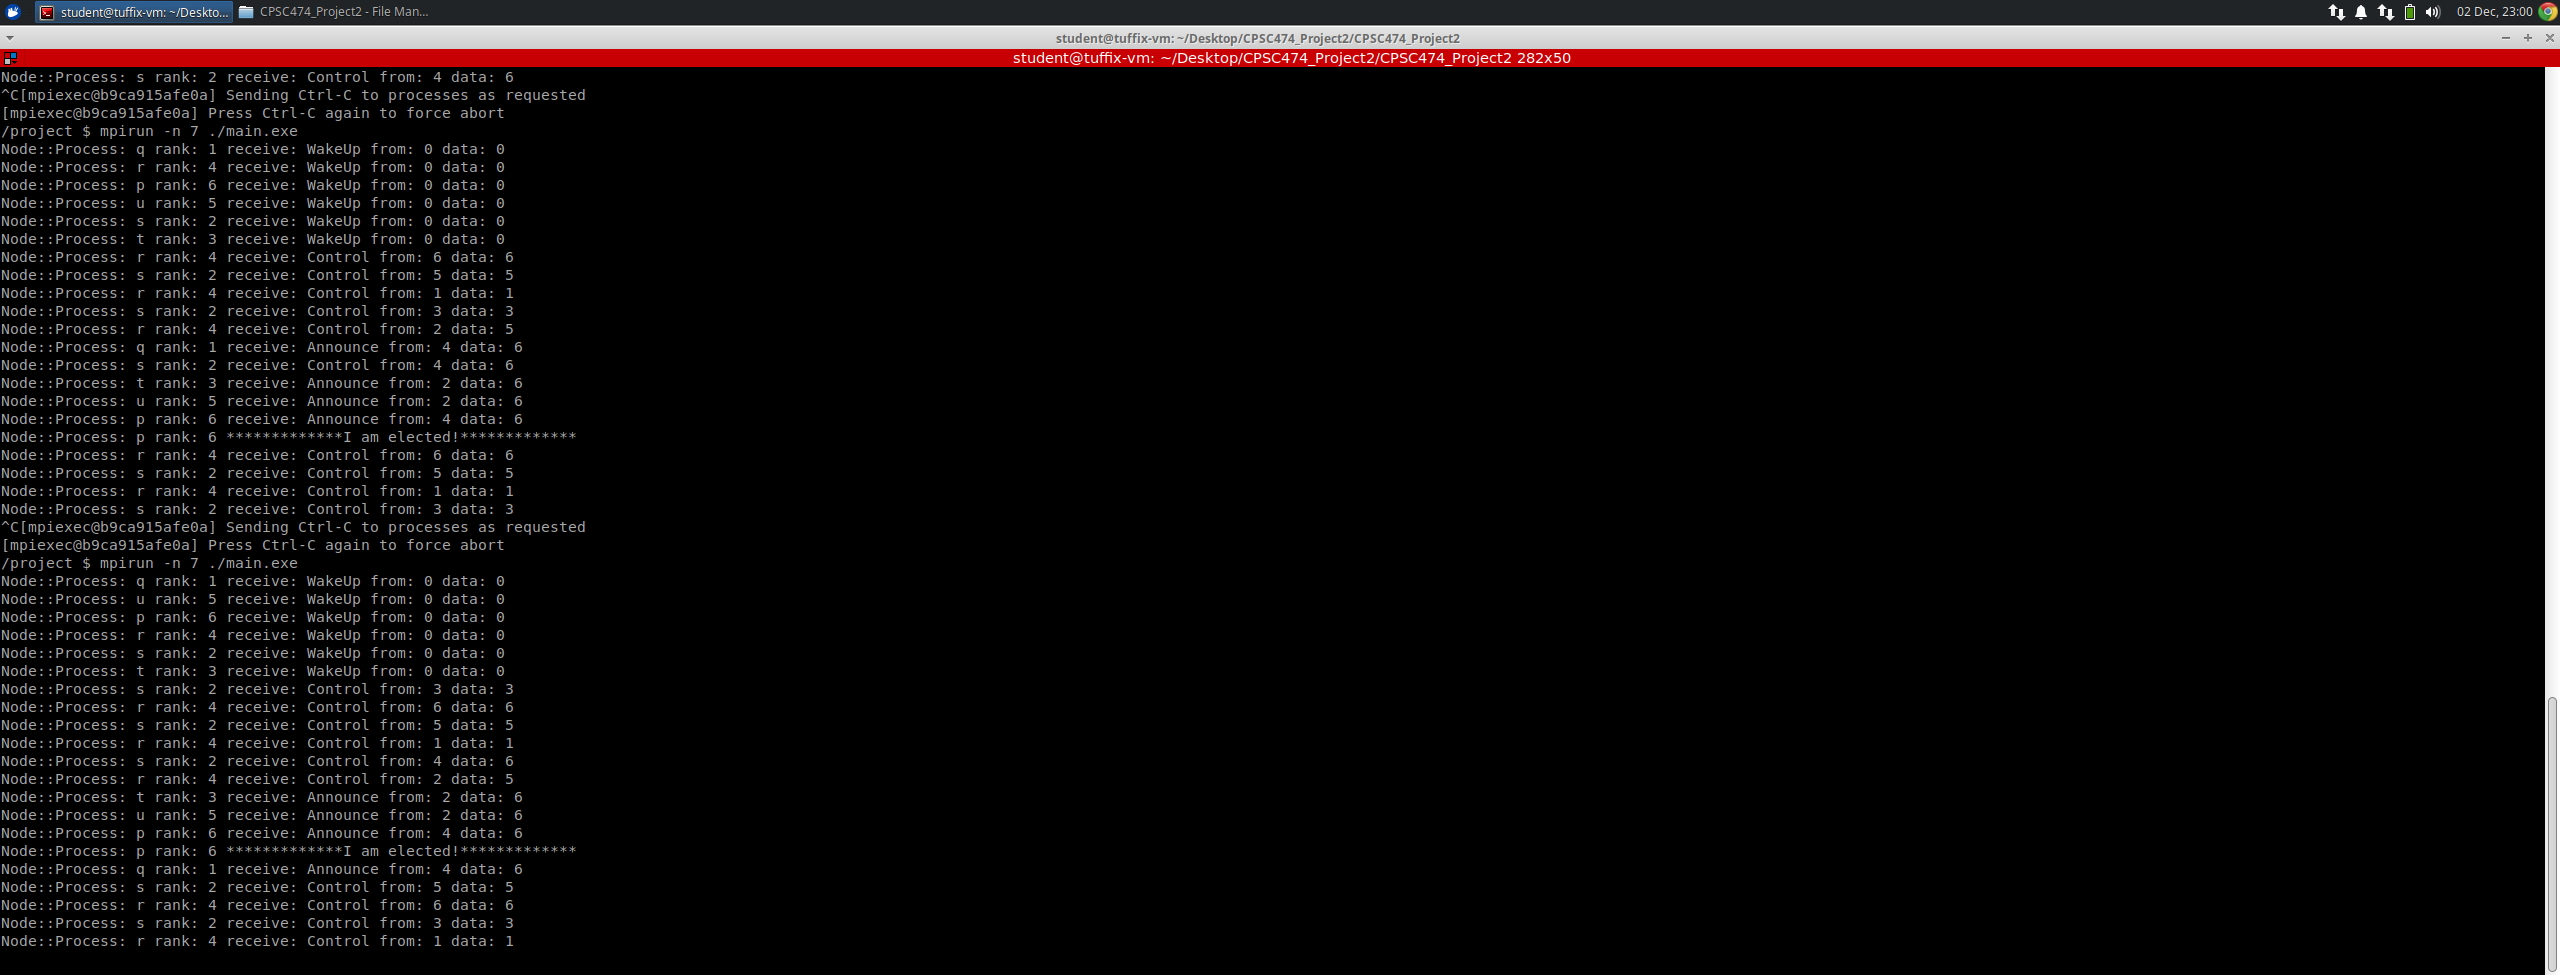 student@tuffix-vm: ~/Deskto... CPSC474_Project2 - File Man... 02 Dec, 23:00
student@tuffix-vm: ~/Desktop/CPSC474_Project2/CPSC474_Project2
student@tuffix-vm: ~/Desktop/CPSC474_Project2/CPSC474_Project2 282x50
Node::Process: s rank: 2 receive: Control from: 4 data: 6
^C[mpiexec@b9ca915afe0a] Sending Ctrl-C to processes as requested
[mpiexec@b9ca915afe0a] Press Ctrl-C again to force abort
/project $ mpirun -n 7 ./main.exe
Node::Process: q rank: 1 receive: WakeUp from: 0 data: 0
Node::Process: r rank: 4 receive: WakeUp from: 0 data: 0
Node::Process: p rank: 6 receive: WakeUp from: 0 data: 0
Node::Process: u rank: 5 receive: WakeUp from: 0 data: 0
Node::Process: s rank: 2 receive: WakeUp from: 0 data: 0
Node::Process: t rank: 3 receive: WakeUp from: 0 data: 0
Node::Process: r rank: 4 receive: Control from: 6 data: 6
Node::Process: s rank: 2 receive: Control from: 5 data: 5
Node::Process: r rank: 4 receive: Control from: 1 data: 1
Node::Process: s rank: 2 receive: Control from: 3 data: 3
Node::Process: r rank: 4 receive: Control from: 2 data: 5
Node::Process: q rank: 1 receive: Announce from: 4 data: 6
Node::Process: s rank: 2 receive: Control from: 4 data: 6
Node::Process: t rank: 3 receive: Announce from: 2 data: 6
Node::Process: u rank: 5 receive: Announce from: 2 data: 6
Node::Process: p rank: 6 receive: Announce from: 4 data: 6
Node::Process: p rank: 6 *************I am elected!*************
Node::Process: r rank: 4 receive: Control from: 6 data: 6
Node::Process: s rank: 2 receive: Control from: 5 data: 5
Node::Process: r rank: 4 receive: Control from: 1 data: 1
Node::Process: s rank: 2 receive: Control from: 3 data: 3
^C[mpiexec@b9ca915afe0a] Sending Ctrl-C to processes as requested
[mpiexec@b9ca915afe0a] Press Ctrl-C again to force abort
/project $ mpirun -n 7 ./main.exe
Node::Process: q rank: 1 receive: WakeUp from: 0 data: 0
Node::Process: u rank: 5 receive: WakeUp from: 0 data: 0
Node::Process: p rank: 6 receive: WakeUp from: 0 data: 0
Node::Process: r rank: 4 receive: WakeUp from: 0 data: 0
Node::Process: s rank: 2 receive: WakeUp from: 0 data: 0
Node::Process: t rank: 3 receive: WakeUp from: 0 data: 0
Node::Process: s rank: 2 receive: Control from: 3 data: 3
Node::Process: r rank: 4 receive: Control from: 6 data: 6
Node::Process: s rank: 2 receive: Control from: 5 data: 5
Node::Process: r rank: 4 receive: Control from: 1 data: 1
Node::Process: s rank: 2 receive: Control from: 4 data: 6
Node::Process: r rank: 4 receive: Control from: 2 data: 5
Node::Process: t rank: 3 receive: Announce from: 2 data: 6
Node::Process: u rank: 5 receive: Announce from: 2 data: 6
Node::Process: p rank: 6 receive: Announce from: 4 data: 6
Node::Process: p rank: 6 *************I am elected!*************
Node::Process: q rank: 1 receive: Announce from: 4 data: 6
Node::Process: s rank: 2 receive: Control from: 5 data: 5
Node::Process: r rank: 4 receive: Control from: 6 data: 6
Node::Process: s rank: 2 receive: Control from: 3 data: 3
Node::Process: r rank: 4 receive: Control from: 1 data: 1